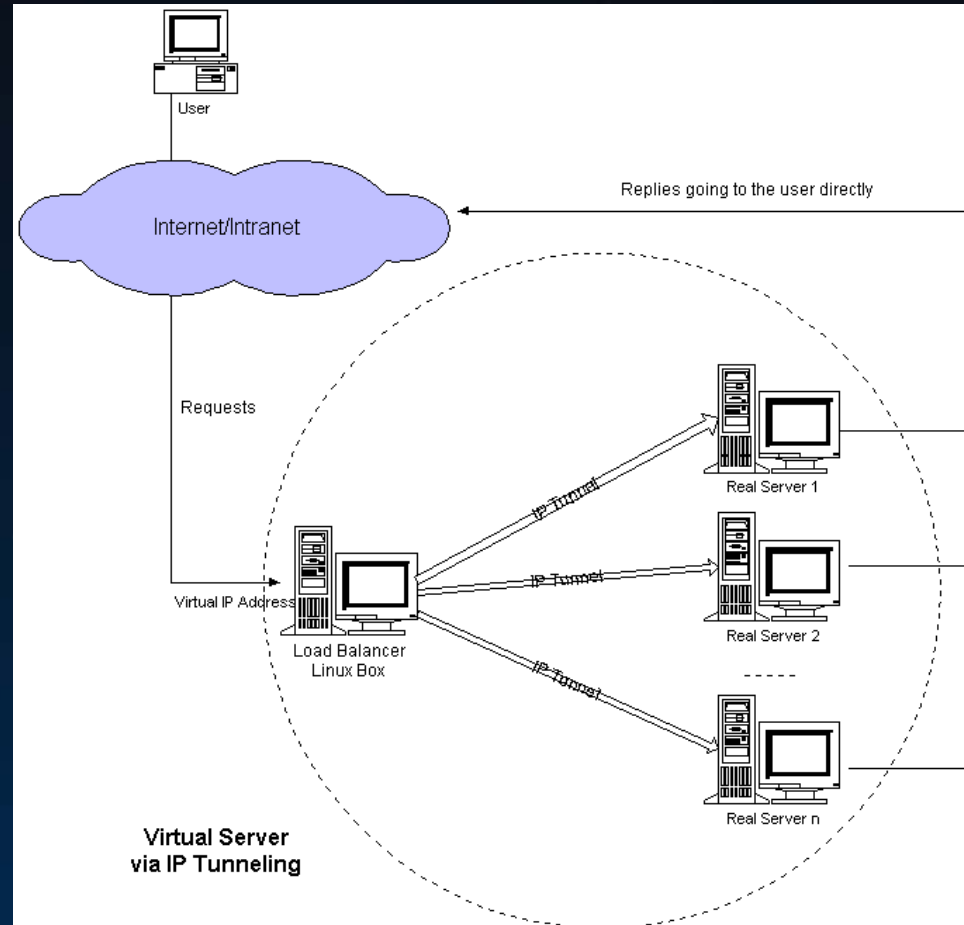 User
Internet/Intranet
Replies going to the user directly
Requests
Virtual IP Address
Load Balancer
Linux Box
IP Tunnel
IP Tunnel
IP Tunnel
Real Server 1
Real Server 2
Real Server n
Virtual Server
via IP Tunneling